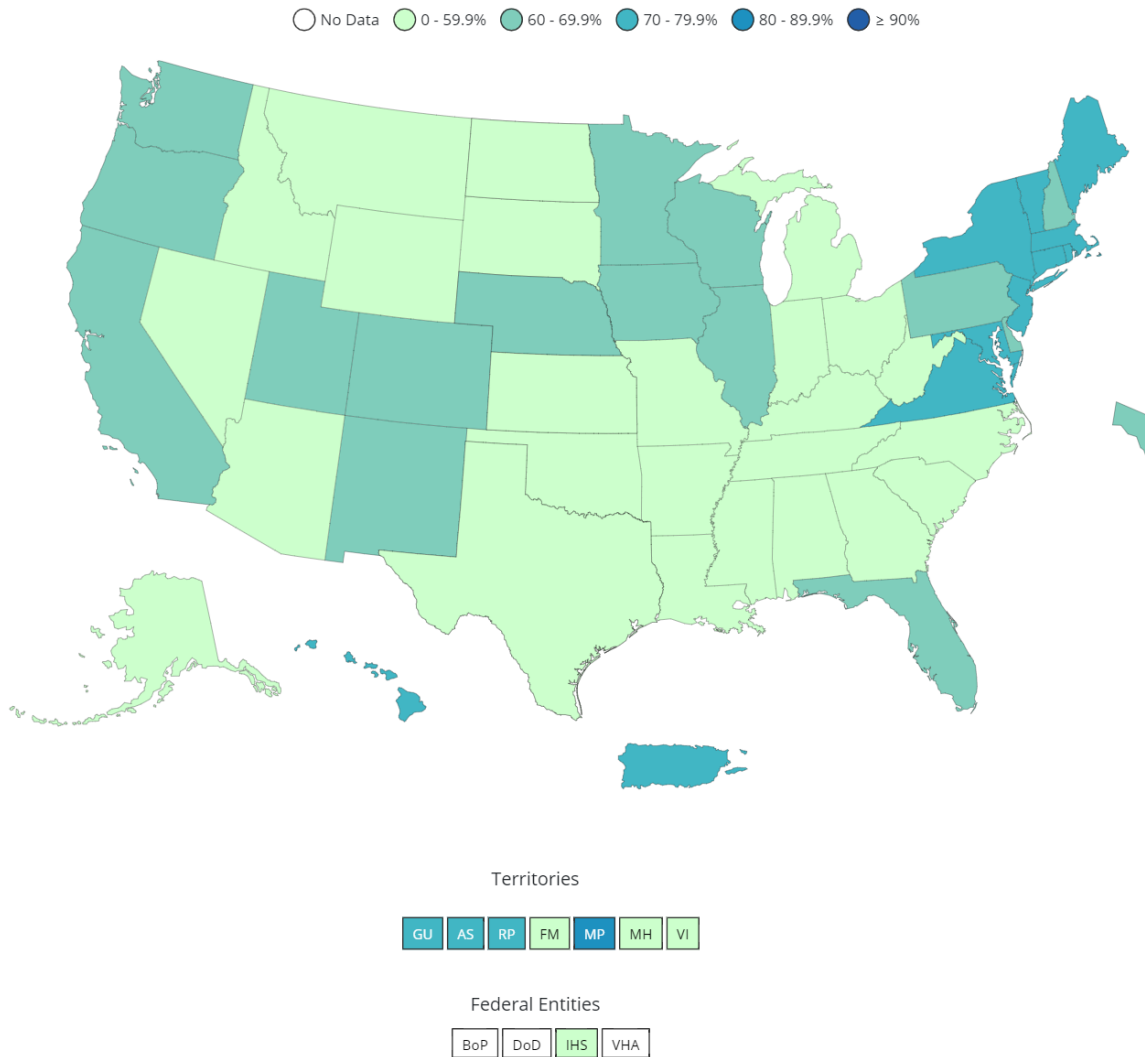 No Data 0 - 59.9% 60 - 69.9% 70 - 79.9% 80 - 89.9% ≥ 90%
Territories
GU AS RP FM MP MH VI
Federal Entities
BoP DoD IHS VHA